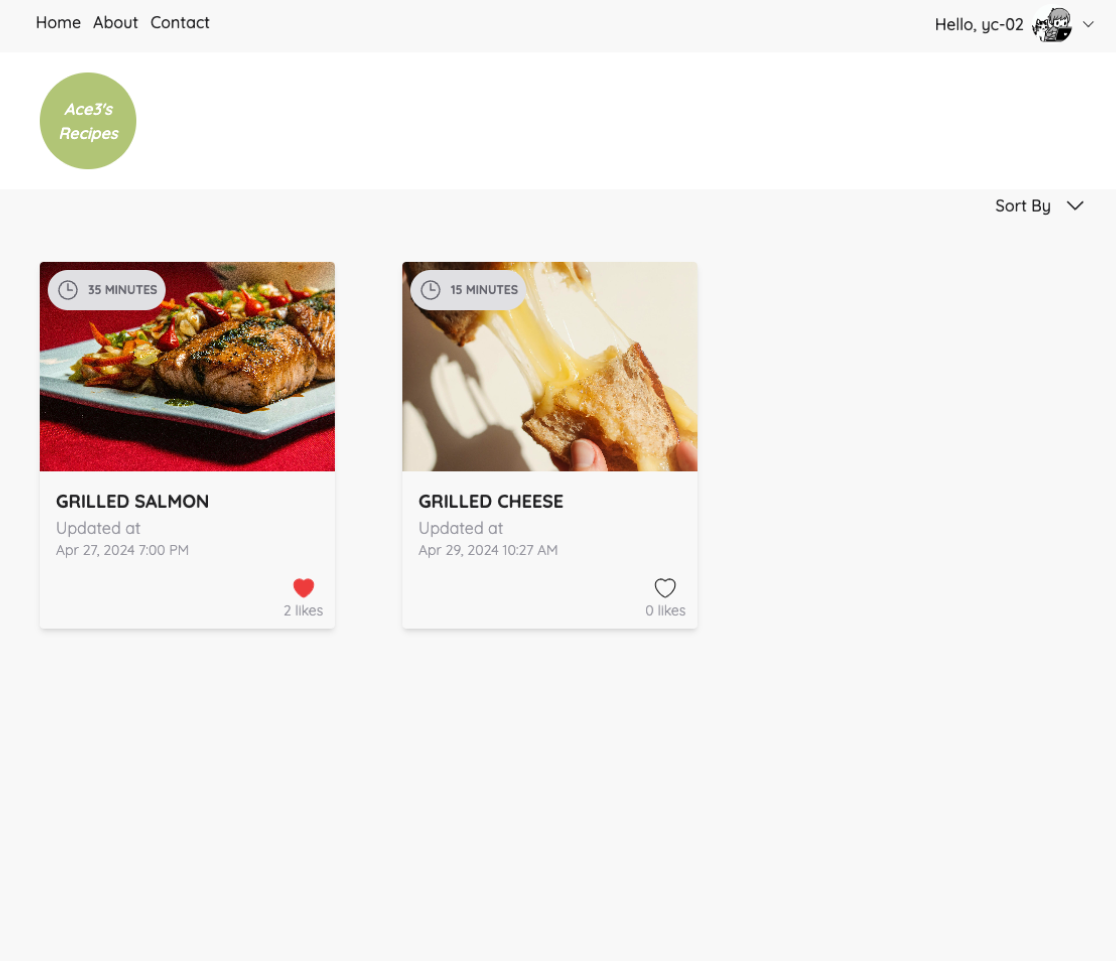 Home About Contact
Hello, yc-02
Ace3's
Recipes
Sort By
35 MINUTES
15 MINUTES
GRILLED SALMON
Updated at
Apr 27, 2024 7:00 PM
2 likes
GRILLED CHEESE
Updated at
Apr 29, 2024 10:27 AM
0 likes